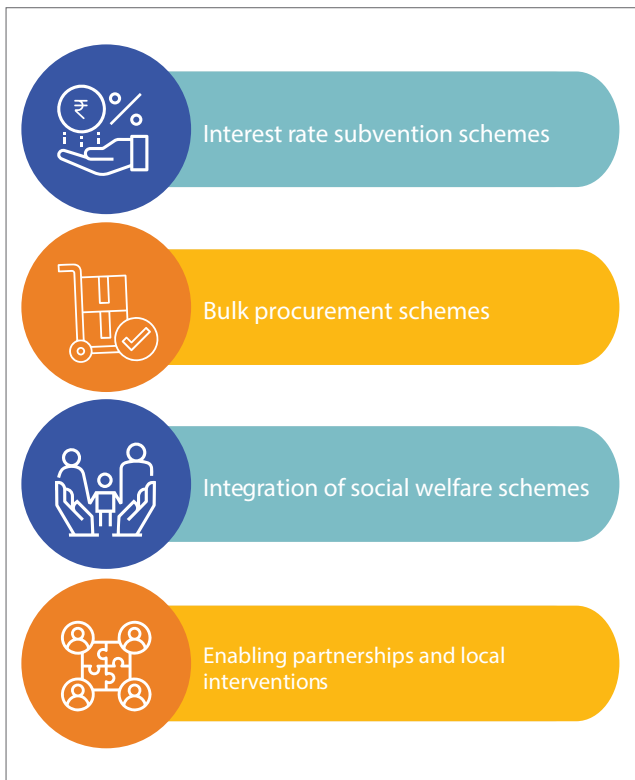 ₹
Interest rate subvention schemes
Bulk procurement schemes
Integration of social welfare schemes
Enabling partnerships and local
interventions